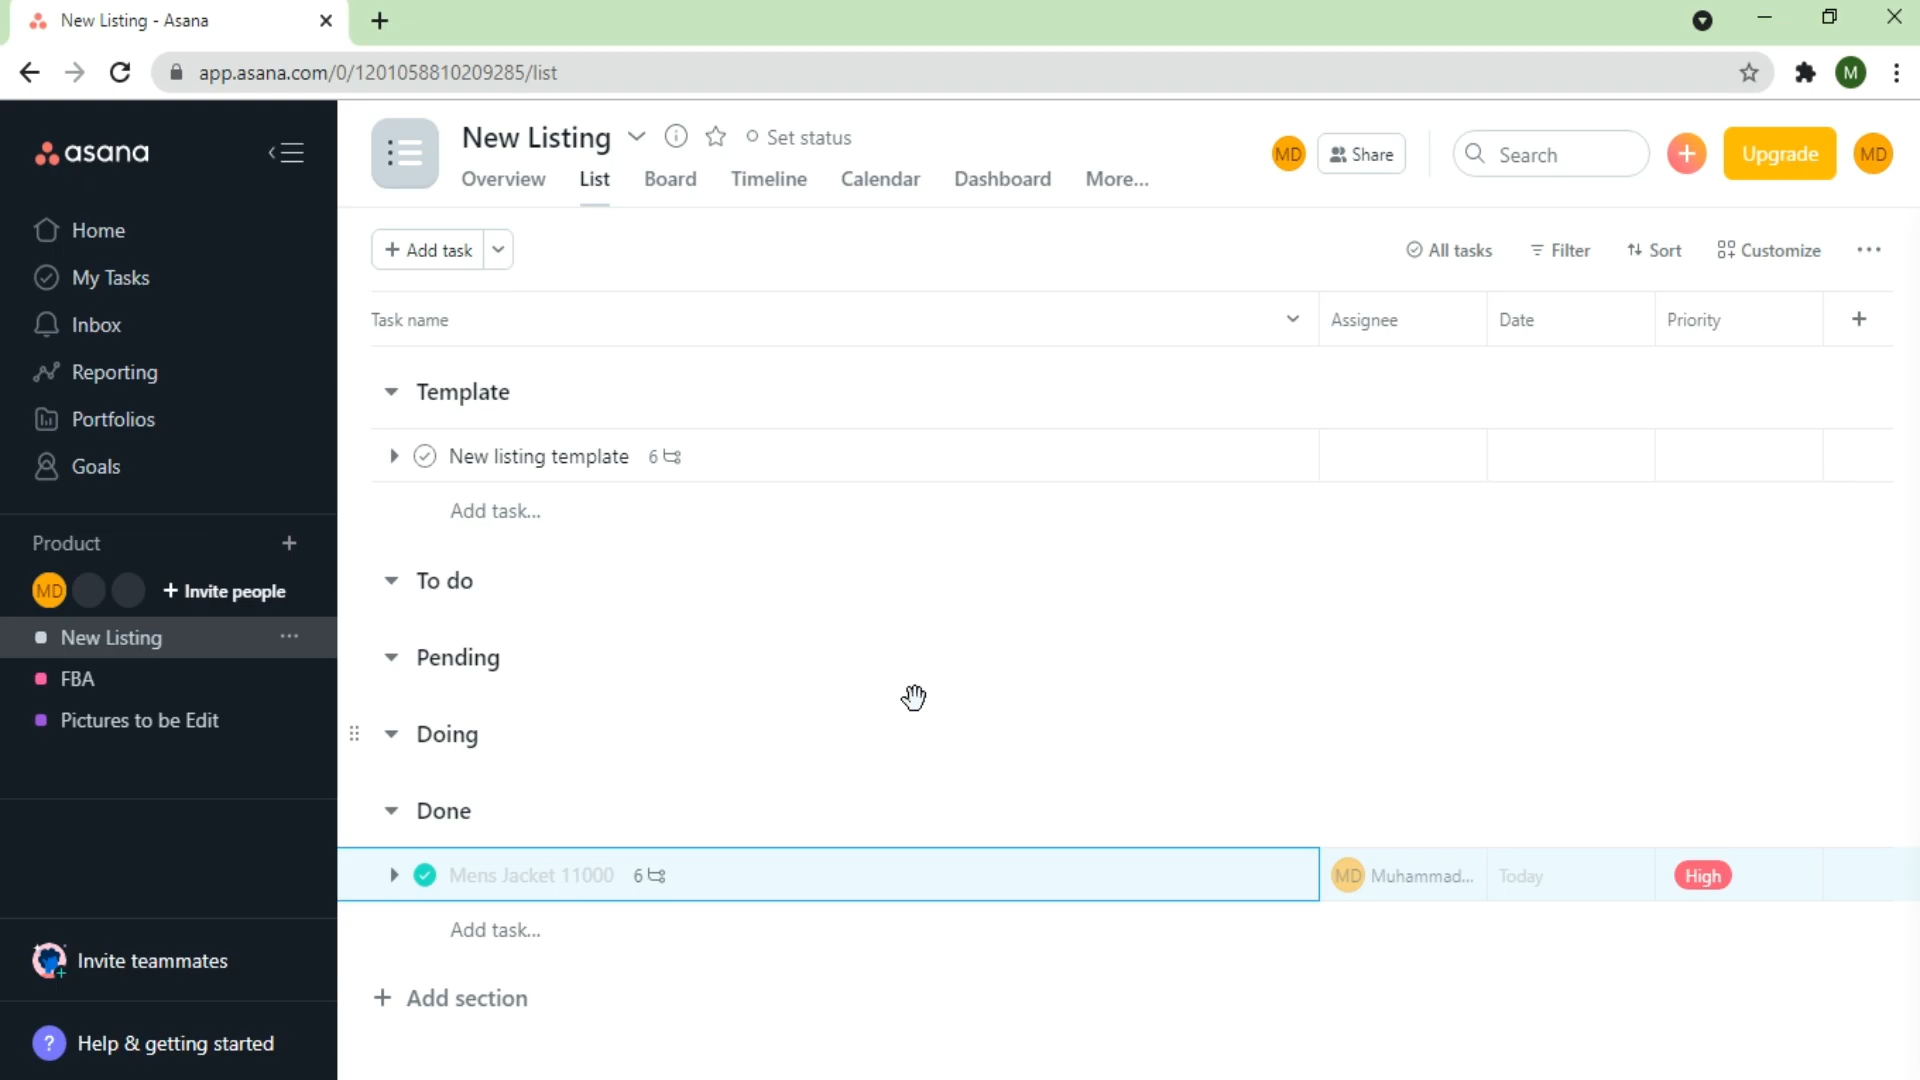 New Listing - Asana
app.asana.com/0/1201058810209285/list
M
asana
New Listing
Set status
MD
Share
Search
Upgrade
MD
Overview
List
Board
Timeline
Calendar
Dashboard
More...
Home
My Tasks
Inbox
Reporting
Portfolios
Goals
Product
MD
+ Invite people
New Listing
FBA
Pictures to be Edit
Invite teammates
? Help & getting started
+ Add task
All tasks
Filter
Sort
Customize
Task name
Assignee
Date
Priority
Template
New listing template 6
Add task...
To do
Pending
Doing
Done
Mens Jacket 11000 6
MD Muhammad...
Today
High
Add task...
+ Add section